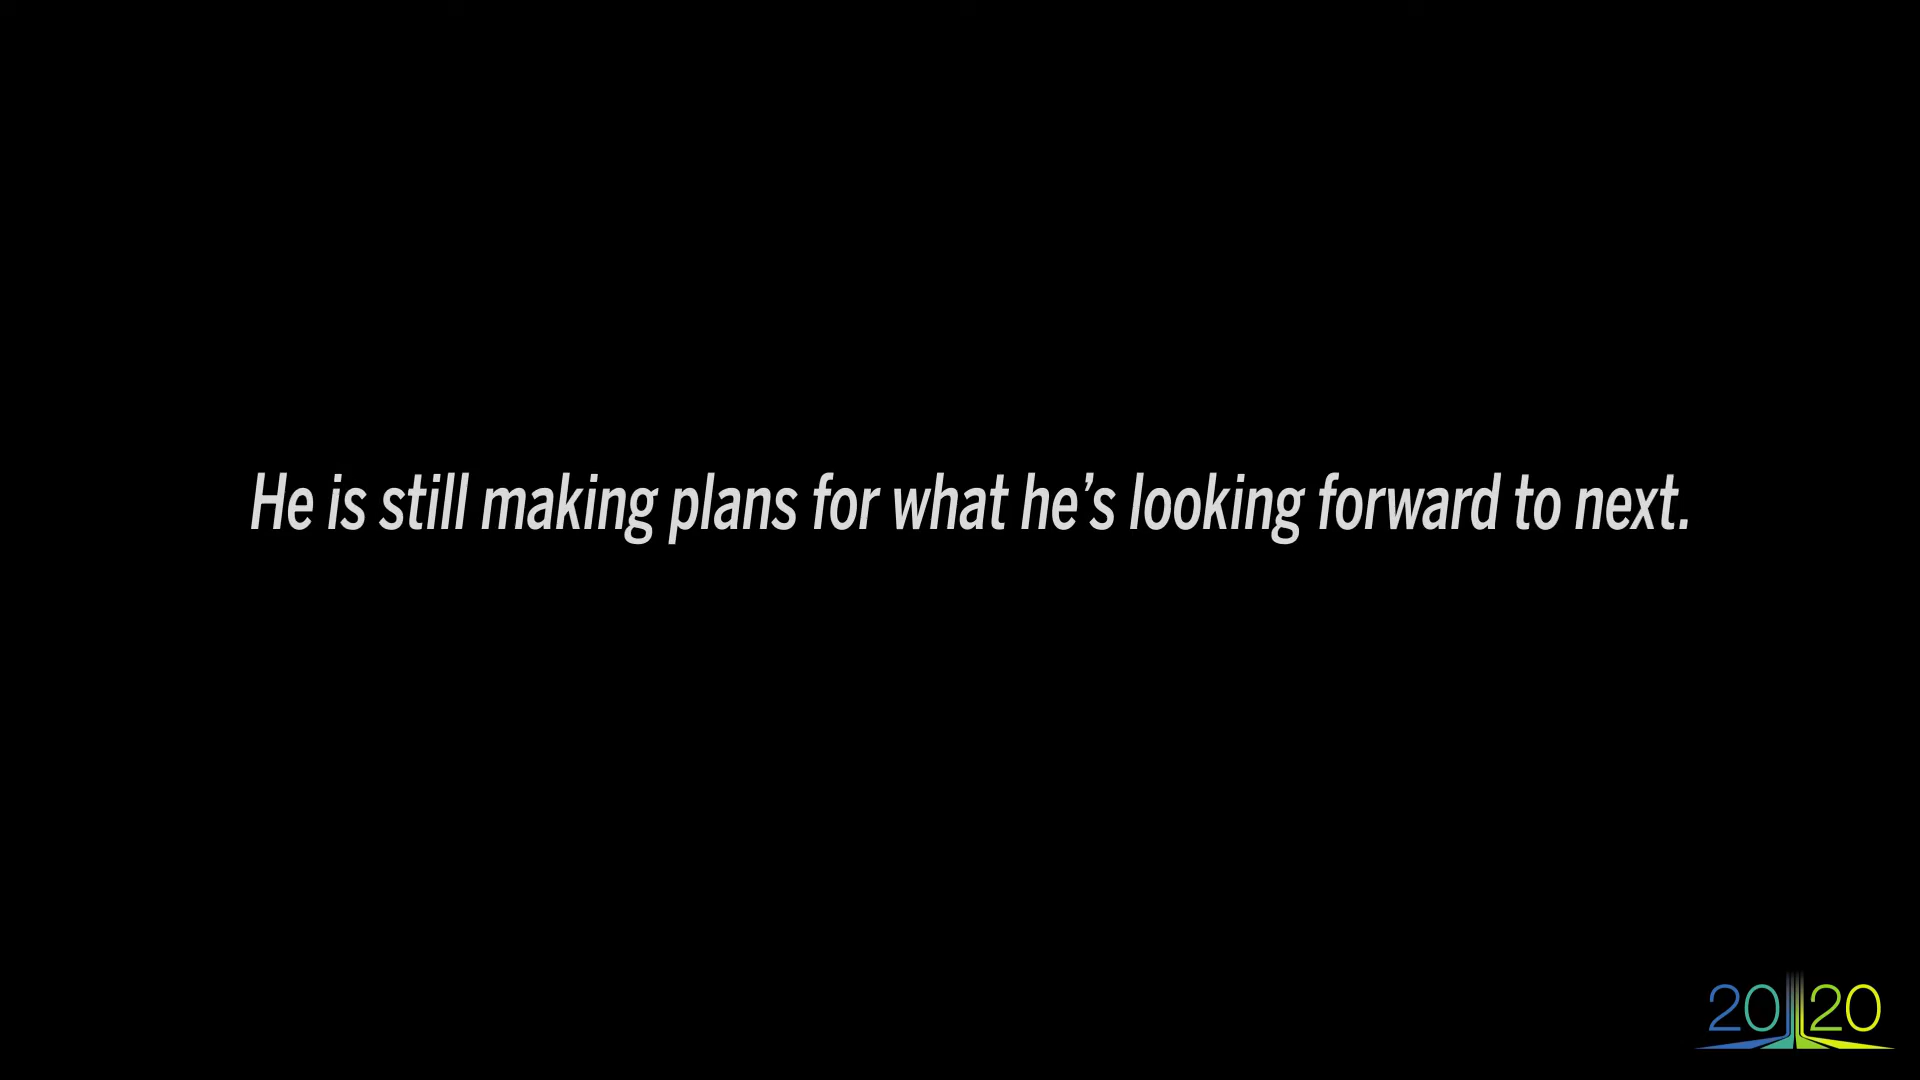 He is still making plans for what he’s looking forward to next.
20 20